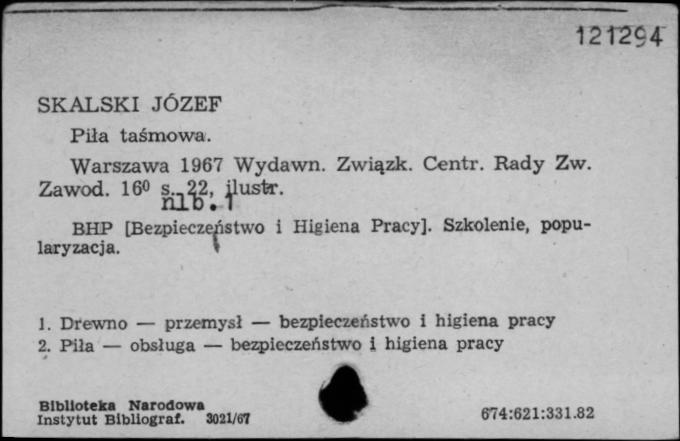 121294
SKALSKI JÓZEF
Piła taśmowa.
Warszawa 1967 Wydawn. Związk. Centr. Rady Zw.
Zawod. 16⁰ s. 22, ilustr.
nlb. 1
BHP [Bezpieczeństwo i Higiena Pracy]. Szkolenie, popu-
laryzacja.
1. Drewno — przemysł — bezpieczeństwo i higiena pracy
2. Piła — obsługa — bezpieczeństwo i higiena pracy
Biblioteka Narodowa
Instytut Bibliograf. 3021/67
674:621:331.82